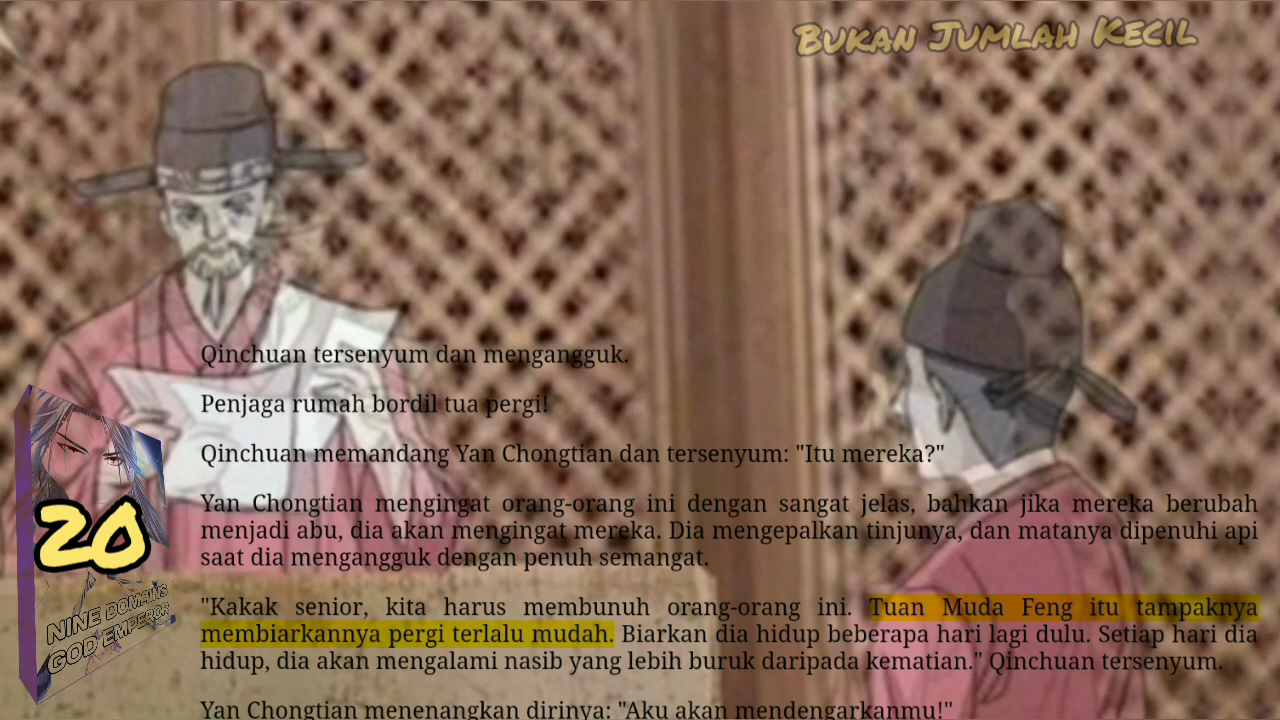 Bukan Jumlah Kecil
Qinchuan tersenyum dan mengangguk.
Penjaga rumah bordil tua pergi!
Qinchuan memandang Yan Chongtian dan tersenyum: "Itu mereka?"
Yan Chongtian mengingat orang-orang ini dengan sangat jelas, bahkan jika mereka berubah
menjadi abu, dia akan mengingat mereka. Dia mengepalkan tinjunya, dan matanya dipenuhi api
saat dia mengangguk dengan penuh semangat.
"Kakak senior, kita harus membunuh orang-orang ini. Tuan Muda Feng itu tampaknya
membiarkannya pergi terlalu mudah. Biarkan dia hidup beberapa hari lagi dulu. Setiap hari dia
hidup, dia akan mengalami nasib yang lebih buruk daripada kematian." Qinchuan tersenyum.
Yan Chongtian menenangkan dirinya: "Aku akan mendengarkanmu!"
20
NINE DOMAINS
GOD EMPEROR